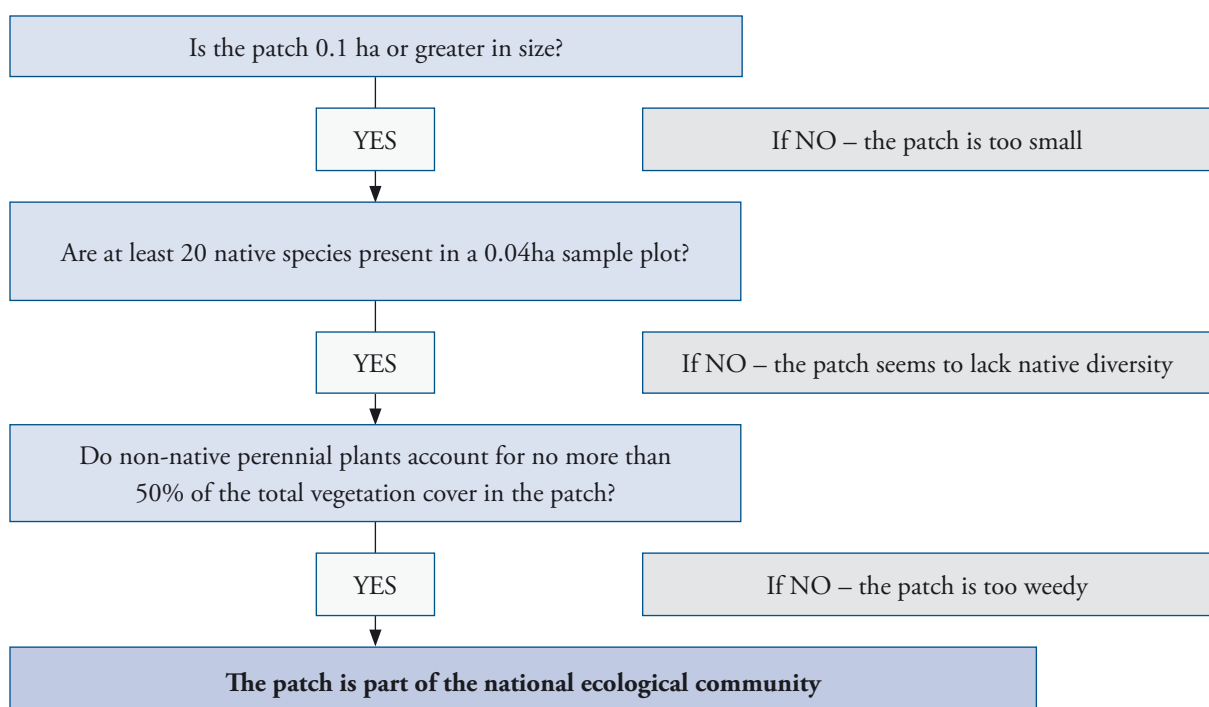 Is the patch 0.1 ha or greater in size?
YES
If NO – the patch is too small
Are at least 20 native species present in a 0.04ha sample plot?
YES
If NO – the patch seems to lack native diversity
Do non-native perennial plants account for no more than
50% of the total vegetation cover in the patch?
YES
If NO – the patch is too weedy
The patch is part of the national ecological community